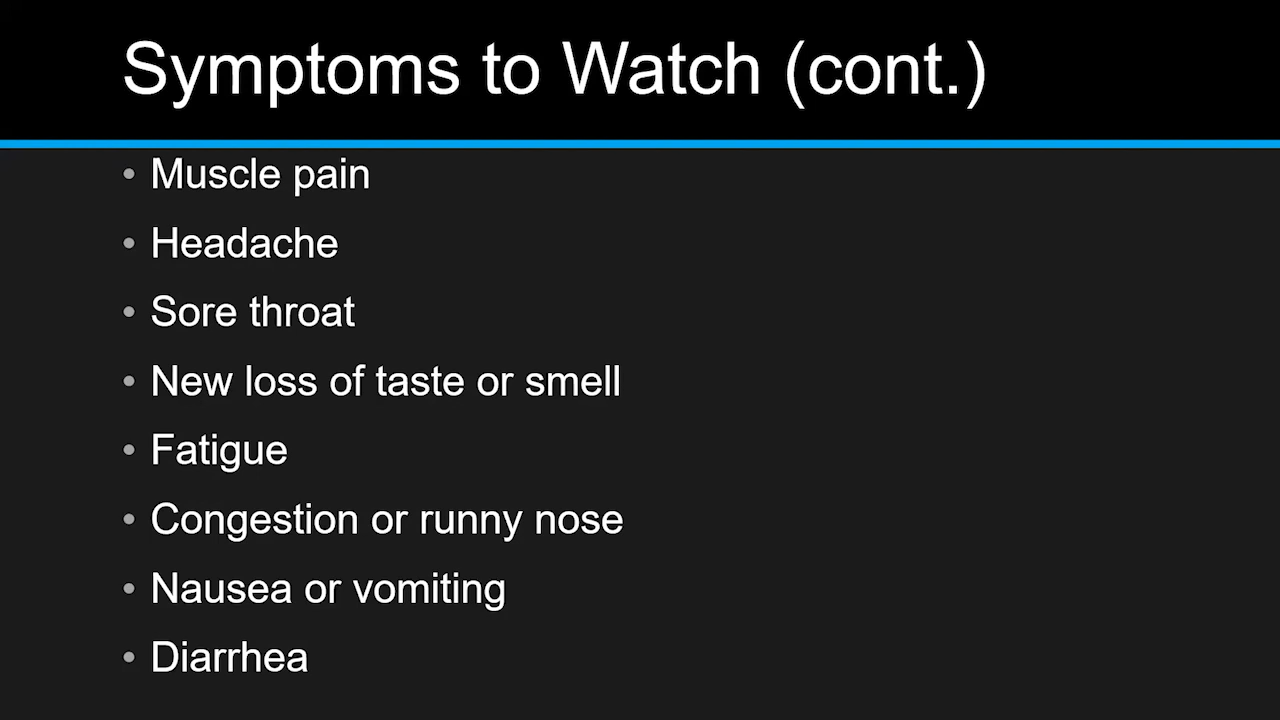 Symptoms to Watch (cont.)
• Muscle pain
• Headache
• Sore throat
• New loss of taste or smell
• Fatigue
• Congestion or runny nose
• Nausea or vomiting
• Diarrhea